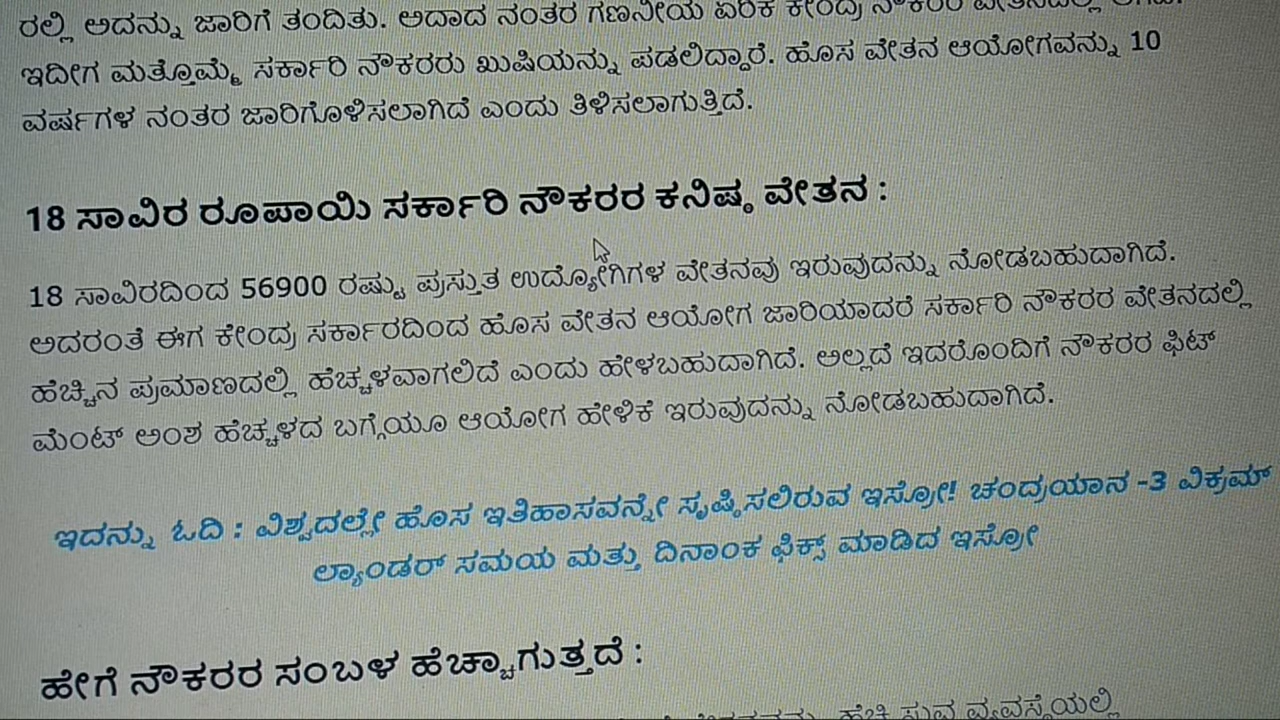 ರಲ್ಲಿ ಅದನ್ನು ಜಾರಿಗೆ ತಂದಿತು. ಅದಾದ ನಂತರ ಗಣನೀಯ ಏರಿಕೆ ಕೇಂದ್ರ ನೌಕರರ
ಇದೀಗ ಮತ್ತೊಮ್ಮೆ ಸರ್ಕಾರಿ ನೌಕರರು ಖುಷಿಯನ್ನು ಪಡಲಿದ್ದಾರೆ. ಹೊಸ ವೇತನ ಆಯೋಗವನ್ನು 10
ವರ್ಷಗಳ ನಂತರ ಜಾರಿಗೊಳಿಸಲಾಗಿದೆ ಎಂದು ತಿಳಿಸಲಾಗುತ್ತಿದೆ.
18 ಸಾವಿರ ರೂಪಾಯಿ ಸರ್ಕಾರಿ ನೌಕರರ ಕನಿಷ್ಠ ವೇತನ :
18 ಸಾವಿರದಿಂದ 56900 ರಷ್ಟು ಪ್ರಸ್ತುತ ಉದ್ಯೋಗಿಗಳ ವೇತನವು ಇರುವುದನ್ನು ನೋಡಬಹುದಾಗಿದೆ.
ಅದರಂತೆ ಈಗ ಕೇಂದ್ರ ಸರ್ಕಾರದಿಂದ ಹೊಸ ವೇತನ ಆಯೋಗ ಜಾರಿಯಾದರೆ ಸರ್ಕಾರಿ ನೌಕರರ ವೇತನದಲ್ಲಿ
ಹೆಚ್ಚಿನ ಪ್ರಮಾಣದಲ್ಲಿ ಹೆಚ್ಚಳವಾಗಲಿದೆ ಎಂದು ಹೇಳಬಹುದಾಗಿದೆ. ಅಲ್ಲದೆ ಇದರೊಂದಿಗೆ ನೌಕರರ ಫಿಟ್
ಮೆಂಟ್ ಅಂಶ ಹೆಚ್ಚಳದ ಬಗ್ಗೆಯೂ ಆಯೋಗ ಹೇಳಿಕೆ ಇರುವುದನ್ನು ನೋಡಬಹುದಾಗಿದೆ.
ಇದನ್ನು ಓದಿ : ವಿಶ್ವದಲ್ಲೇ ಹೊಸ ಇತಿಹಾಸವನ್ನೇ ಸೃಷ್ಟಿಸಲಿರುವ ಇಸ್ರೋ! ಚಂದ್ರಯಾನ -3 ವಿಕ್ರಮ್
ಲ್ಯಾಂಡರ್ ಸಮಯ ಮತ್ತು ದಿನಾಂಕ ಫಿಕ್ಸ್ ಮಾಡಿದ ಇಸ್ರೋ
ಹೇಗೆ ನೌಕರರ ಸಂಬಳ ಹೆಚ್ಚಾಗುತ್ತದೆ :
ವ್ಯವಸ್ಥೆಯಲ್ಲಿ